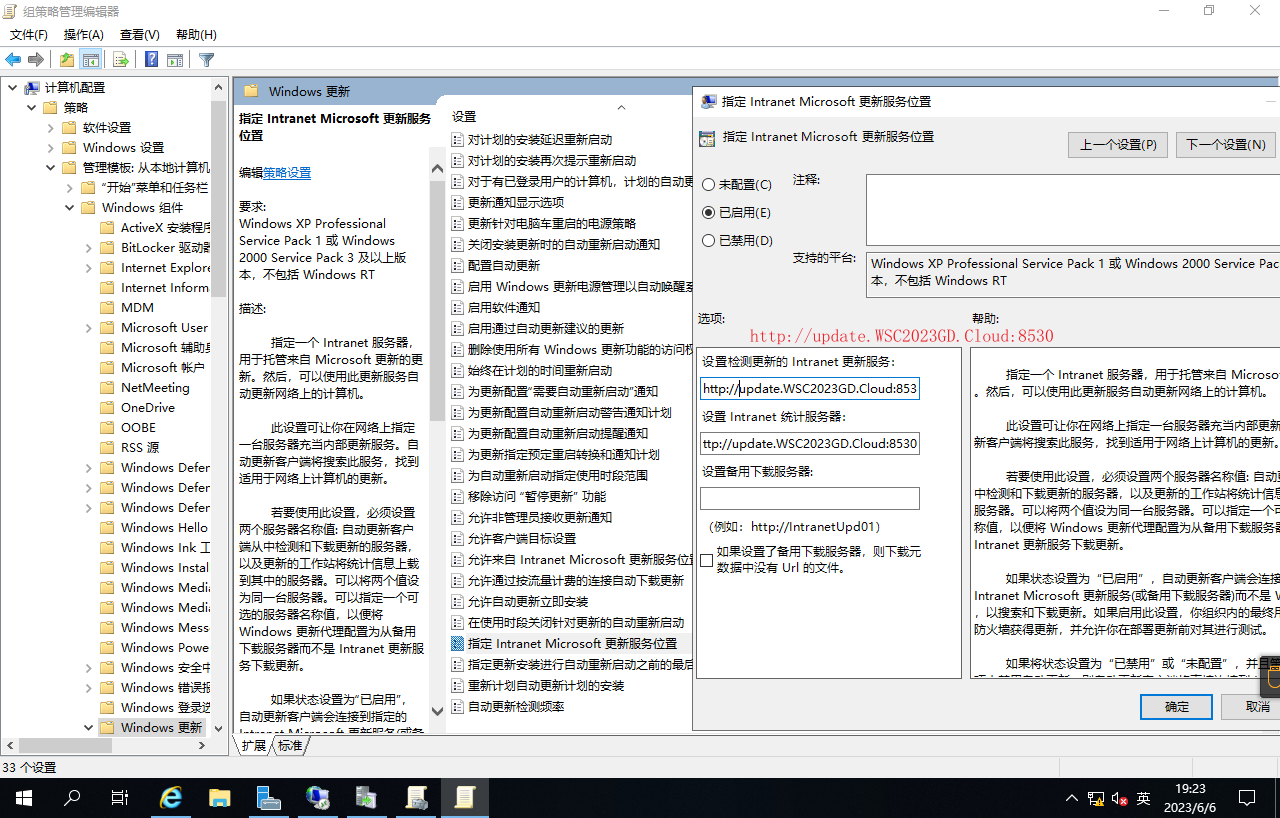 组策略管理编辑器
文件(F) 操作(A) 查看(V) 帮助(H)
计算机配置
策略
软件设置
Windows 设置
管理模板: 从本地计算机
“开始”菜单和任务栏
Windows 组件
ActiveX 安装程序
BitLocker 驱动器
Internet Explore
Internet Inform
MDM
Microsoft User
Microsoft 辅助身
Microsoft 帐户
NetMeeting
OneDrive
OOBE
RSS 源
Windows Defen
Windows Defen
Windows Defen
Windows Hello
Windows Ink 工
Windows Instal
Windows Media
Windows Media
Windows Mess
Windows Powe
Windows 安全中
Windows 错误报
Windows 登录选
Windows 更新
Windows 更新
指定 Intranet Microsoft 更新服务
位置
编辑策略设置
要求:
Windows XP Professional
Service Pack 1 或 Windows
2000 Service Pack 3 及以上版
本，不包括 Windows RT
描述:
指定一个 Intranet 服务器，
用于托管来自 Microsoft 更新的更
新。然后，可以使用此更新服务自
动更新网络上的计算机。
此设置可让你在网络上指定
一台服务器充当内部更新服务。自
动更新客户端将搜索此服务，找到
适用于网络上计算机的更新。
若要使用此设置，必须设置
两个服务器名称值: 自动更新客户
端从中检测和下载更新的服务器，
以及更新的工作站将统计信息上载
到其中的服务器。可以将两个值设
为同一台服务器。可以指定一个可
选的服务器名称值，以便将
Windows 更新代理配置为从备用
下载服务器而不是 Intranet 更新服
务下载更新。
如果状态设置为“已启用”，
自动更新客户端会连接到指定的
Intranet Microsoft 更新服务(或备
设置
对计划的安装延迟重新启动
对计划的安装再次提示重新启动
对于有已登录用户的计算机，计划的自动更
更新通知显示选项
更新针对电脑车重启的电源策略
关闭安装更新时的自动重新启动通知
配置自动更新
启用 Windows 更新电源管理以自动唤醒系
启用软件通知
启用通过自动更新建议的更新
删除使用所有 Windows 更新功能的访问权
始终在计划的时间重新启动
为更新配置“需要自动重新启动”通知
为更新配置自动重新启动警告通知计划
为更新配置自动重新启动提醒通知
为更新指定预定重启转换和通知计划
为自动重新启动指定使用时段范围
移除访问 “暂停更新” 功能
允许非管理员接收更新通知
允许客户端目标设置
允许来自 Intranet Microsoft 更新服务位置
允许通过按流量计费的连接自动下载更新
允许自动更新立即安装
在使用时段关闭针对更新的自动重新启动
指定 Intranet Microsoft 更新服务位置
指定更新安装进行自动重新启动之前的最后
重新计划自动更新计划的安装
自动更新检测频率
扩展 标准
33 个设置
指定 Intranet Microsoft 更新服务位置
指定 Intranet Microsoft 更新服务位置
上一个设置(P) 下一个设置(N)
未配置(C) 注释:
已启用(E)
已禁用(D)
支持的平台:
Windows XP Professional Service Pack 1 或 Windows 2000 Service Pac
本，不包括 Windows RT
选项: 帮助:
http://update.WSC2023GD.Cloud:8530
设置检测更新的 Intranet 更新服务:
http://update.WSC2023GD.Cloud:853
设置 Intranet 统计服务器:
ttp://update.WSC2023GD.Cloud:8530
设置备用下载服务器:
（例如：http://IntranetUpd01）
如果设置了备用下载服务器，则下载元
数据中没有 Url 的文件。
指定一个 Intranet 服务器，用于托管来自 Microso
。然后，可以使用此更新服务自动更新网络上的计算机。
此设置可让你在网络上指定一台服务器充当内部更新
新客户端将搜索此服务，找到适用于网络上计算机的更新。
若要使用此设置，必须设置两个服务器名称值: 自动更
中检测和下载更新的服务器，以及更新的工作站将统计信息
服务器。可以将两个值设为同一台服务器。可以指定一个可
称值，以便将 Windows 更新代理配置为从备用下载服务器
Intranet 更新服务下载更新。
如果状态设置为“已启用”，自动更新客户端会连接
Intranet Microsoft 更新服务(或备用下载服务器)而不是 W
，以搜索和下载更新。如果启用此设置，你组织内的最终用
防火墙获得更新，并允许你在部署更新前对其进行测试。
如果将状态设置为“已禁用”或“未配置”，并且
确定 取消
英
19:23
2023/6/6